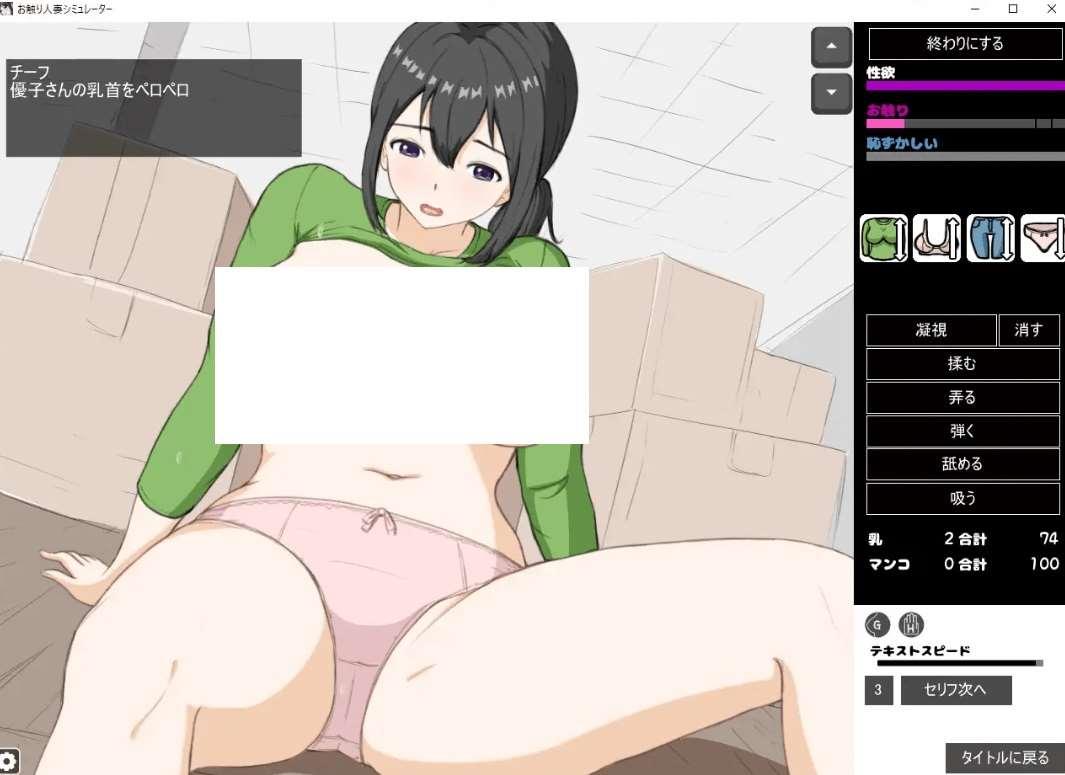 お触り人妻シミュレーター
チーフ
優子さんの乳首をペロペロ
終わりにする
性欲
お触り
恥ずかしい
凝視
消す
揉む
弄る
弾く
舐める
吸う
乳 2 合計 74
マンコ 0 合計 100
G H
テキストスピード
3 セリフ次へ
タイトルに戻る